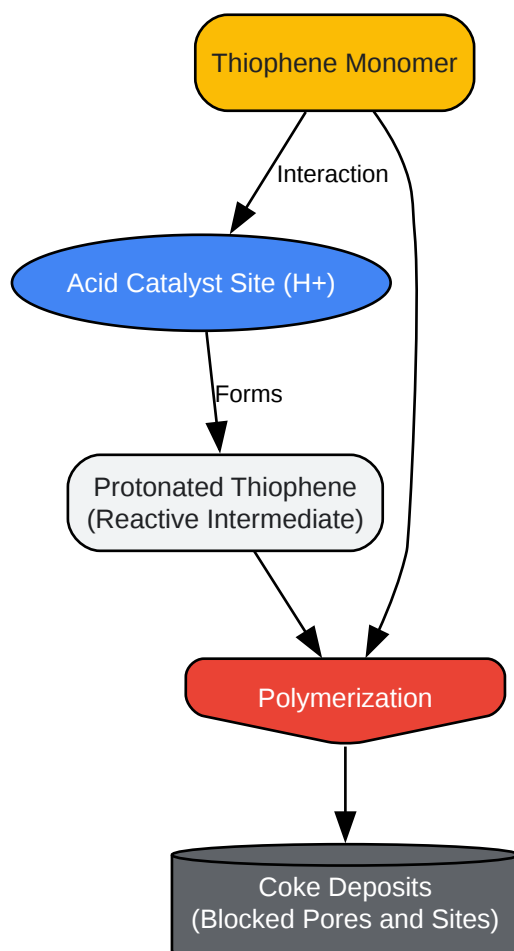 Thiophene Monomer
Interaction
Acid Catalyst Site (H+)
Forms
Protonated Thiophene
(Reactive Intermediate)
Polymerization
Coke Deposits
(Blocked Pores and Sites)